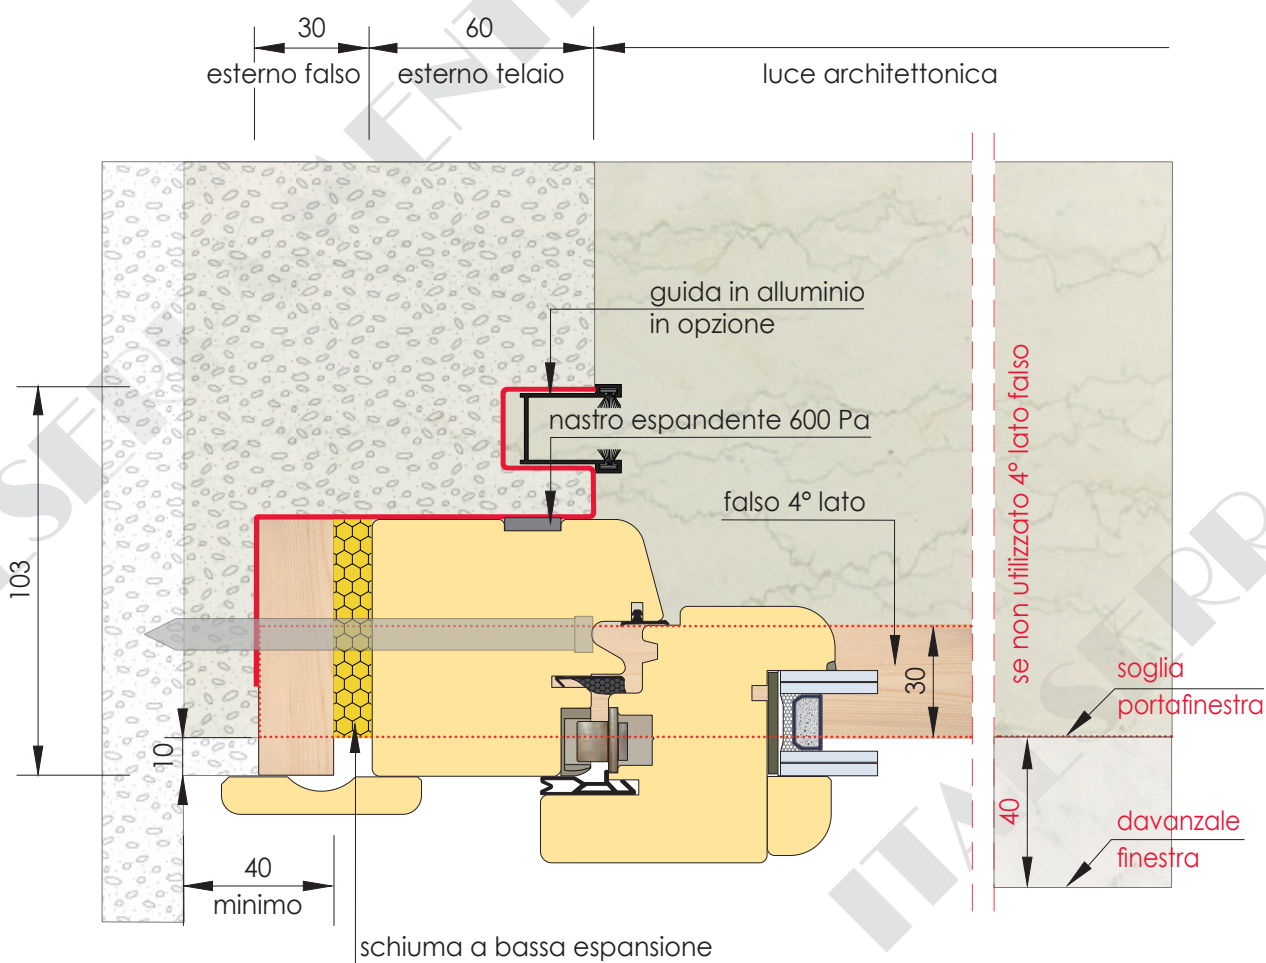 30
60
esterno falso
esterno telaio
luce architettonica
guida in alluminio
in opzione
nastro espandente 600 Pa
falso 4° lato
se non utilizzato 4° lato falso
103
30
soglia
portafinestra
10
40
davanzale
finestra
40
minimo
schiuma a bassa espansione